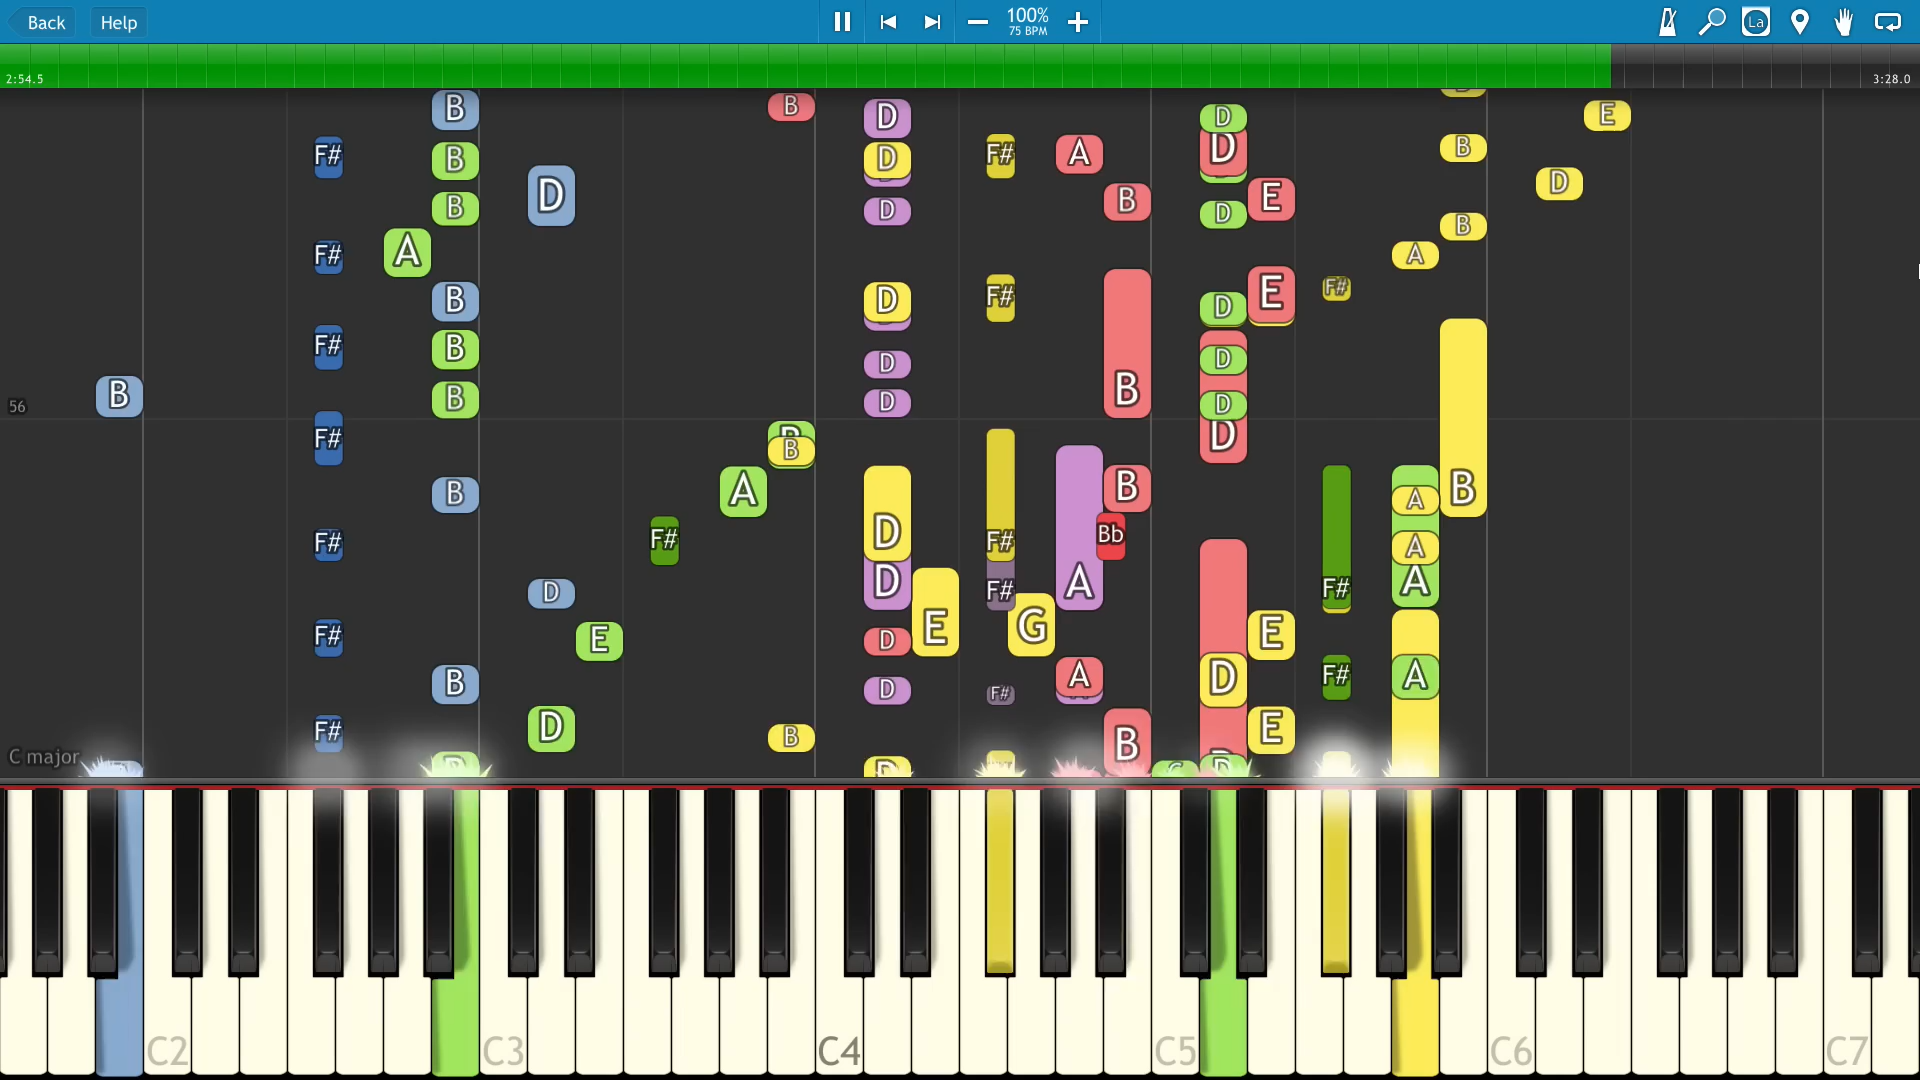 Back Help 100% La
75 BPM
2:54.5 3:28.0
B B D E
F# D F# A D B
B D
D B D D E
F# A B
B D F# E F#
F# B D D
B B D D B
56 F# D
B B
B A A
F# D B B A
F# F# F# Bb A
D D F# A F# A
F# E D E G E
B A D F# A
D F#
F# D B B E
C major B D C D
C2 C3 C4 C5 C6 C7